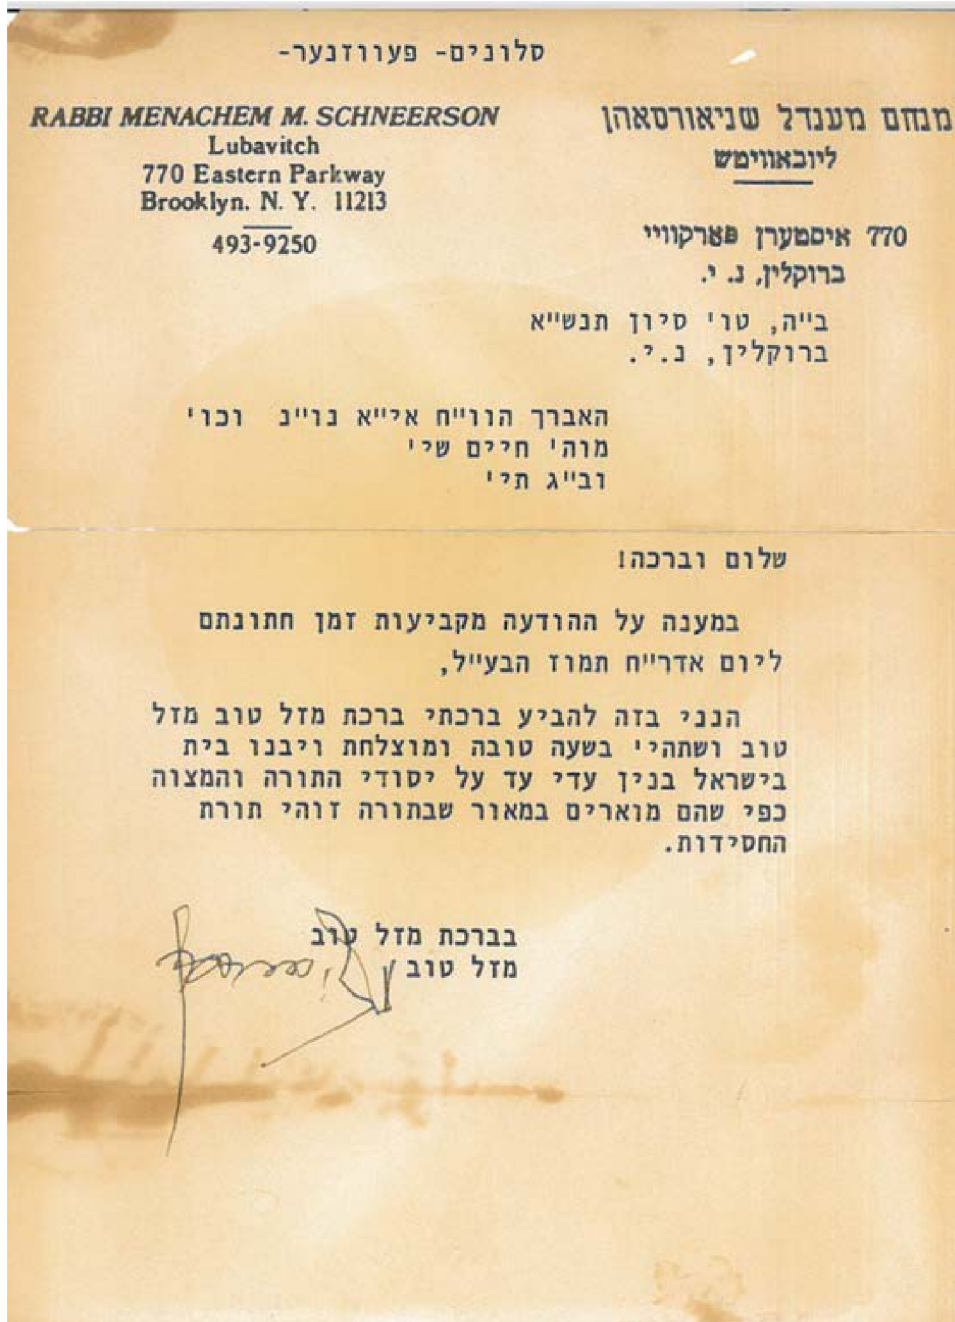 סלונים- פעווזנער-
RABBI MENACHEM M. SCHNEERSON
Lubavitch
770 Eastern Parkway
Brooklyn. N. Y. 11213
493-9250
מנחם מענדל שניאורסאהן
ליובאוויטש
770 איסטערן פארקוויי
ברוקלין, נ. י.
ב"ה, טו' סיון תנש"א
ברוקלין, נ.י.
האברך הוו"ח אי"א נו"נ וכו'
מוה' חיים שי'
וב"ג תי'
שלום וברכה!
במענה על ההודעה מקביעות זמן חתונתם
ליום אדר"ח תמוז הבע"ל,
הנני בזה להביע ברכתי ברכת מזל טוב מזל
טוב ושתהי' בשעה טובה ומוצלחת ויבנו בית
בישראל בנין עדי עד על יסודי התורה והמצוה
כפי שהם מוארים במאור שבתורה זוהי תורת
החסידות.
בברכת מזל טוב
מזל טוב